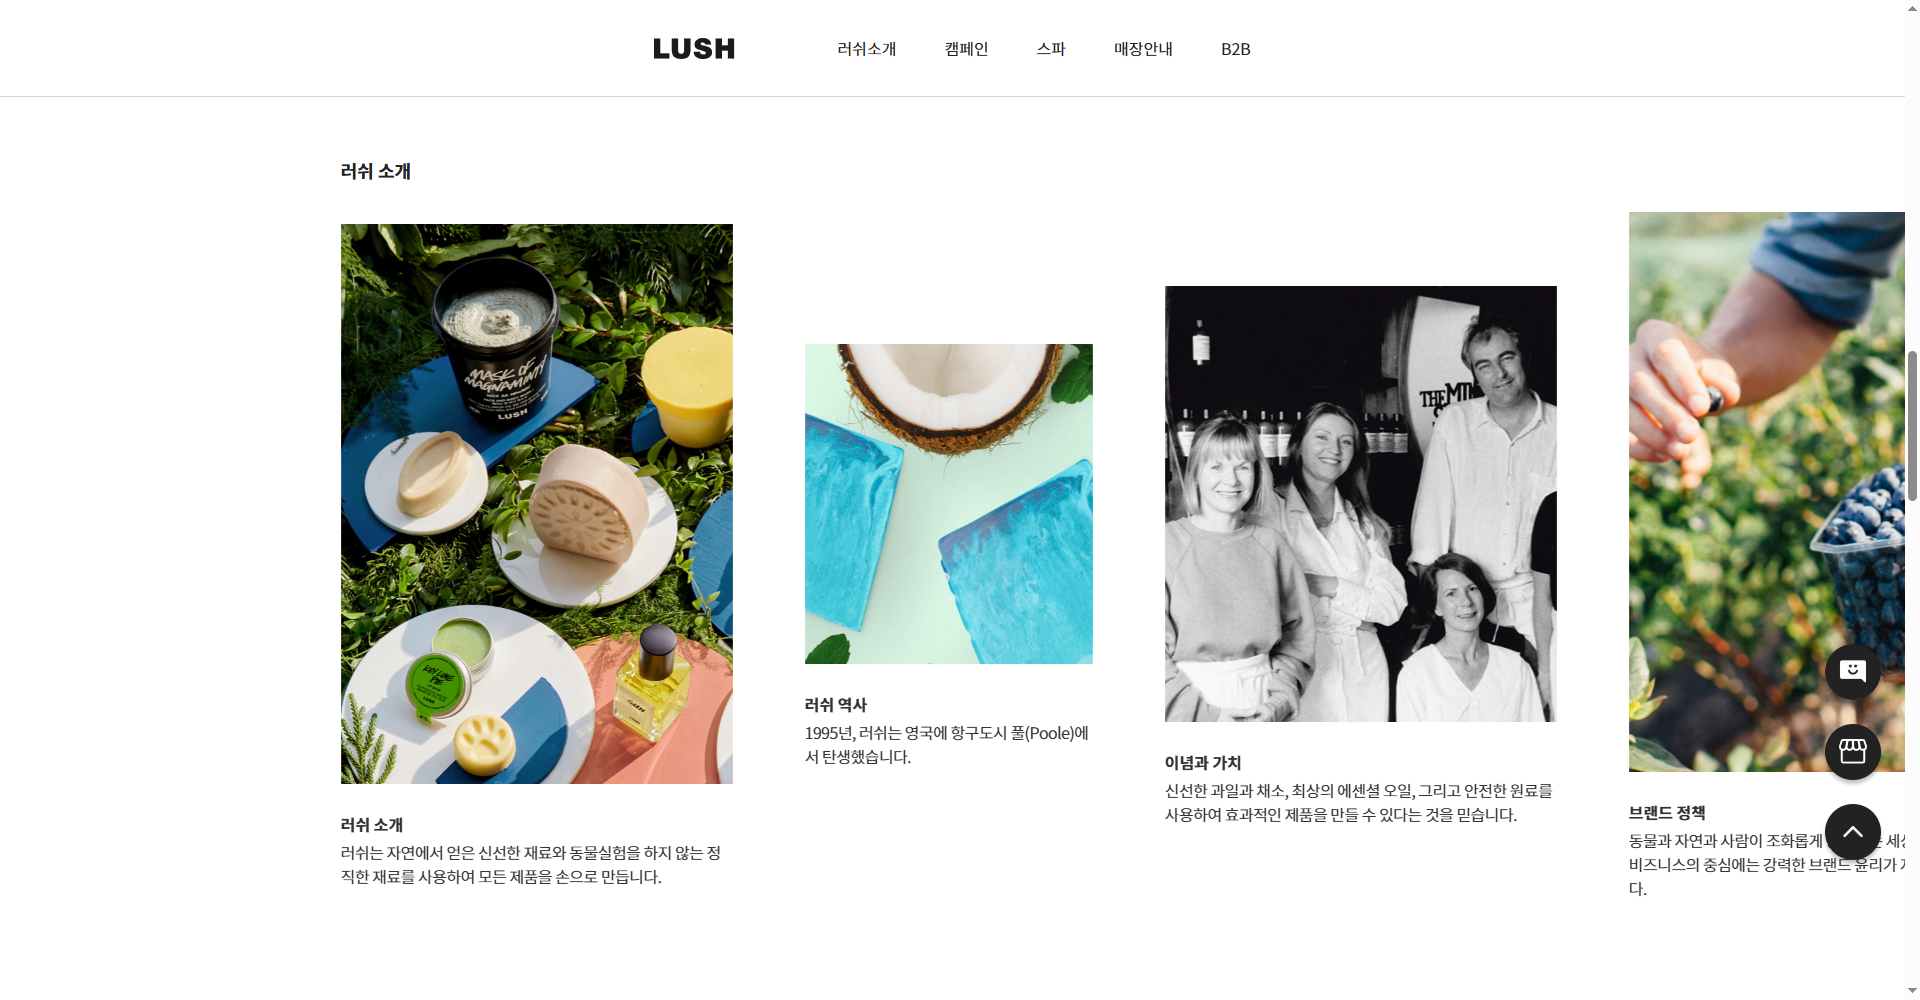 LUSH
러쉬소개
캠페인
스파
매장안내
B2B
러쉬 소개
MASK OF
MAGNAMINTY
LUSH
KEY LIME
PIE
THE
러쉬 소개
러쉬는 자연에서 얻은 신선한 재료와 동물실험을 하지 않는 정
직한 재료를 사용하여 모든 제품을 손으로 만듭니다.
러쉬 역사
1995년, 러쉬는 영국에 항구도시 풀(Poole)에
서 탄생했습니다.
이념과 가치
신선한 과일과 채소, 최상의 에센셜 오일, 그리고 안전한 원료를
사용하여 효과적인 제품을 만들 수 있다는 것을 믿습니다.
브랜드 정책
동물과 자연과 사람이 조화롭게
비즈니스의 중심에는 강력한 브랜드 윤리가
다.